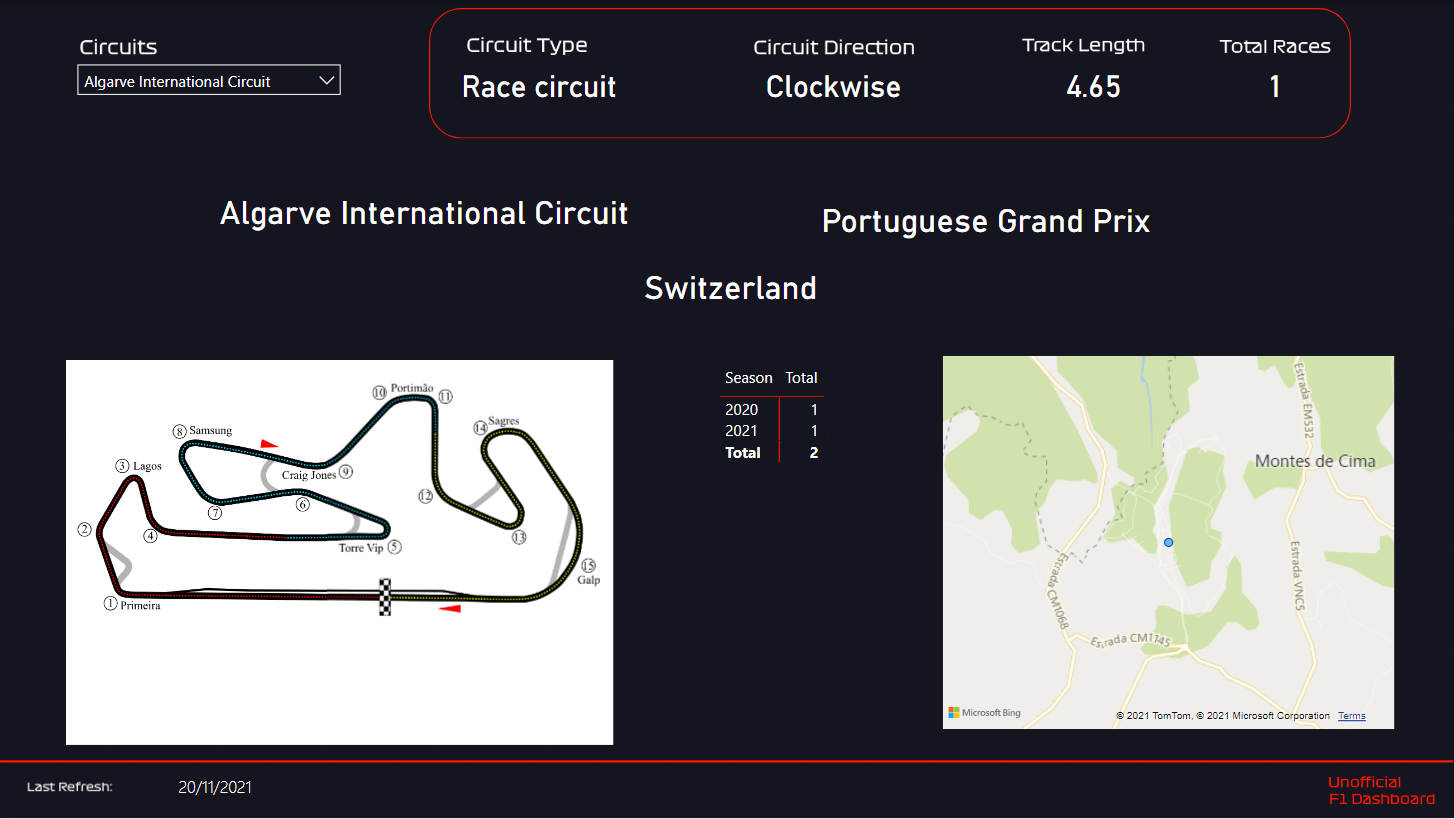 Circuits
Algarve International Circuit
Circuit Type
Race circuit
Circuit Direction
Clockwise
Track Length
4.65
Total Races
1
Algarve International Circuit
Portuguese Grand Prix
Switzerland
10 Portimão 11
8 Samsung
14 Sagres
3 Lagos
Craig Jones 9
12
7
6
2
4
13
Torre Vip 5
15
Galp
1 Primeira
Season Total
2020 1
2021 1
Total 2
Estrada EM532
Montes de Cima
Estrada CM1068
Estrada VNC5
Estrada CM1145
Microsoft Bing
© 2021 TomTom, © 2021 Microsoft Corporation Terms
Last Refresh: 20/11/2021
Unofficial
F1 Dashboard